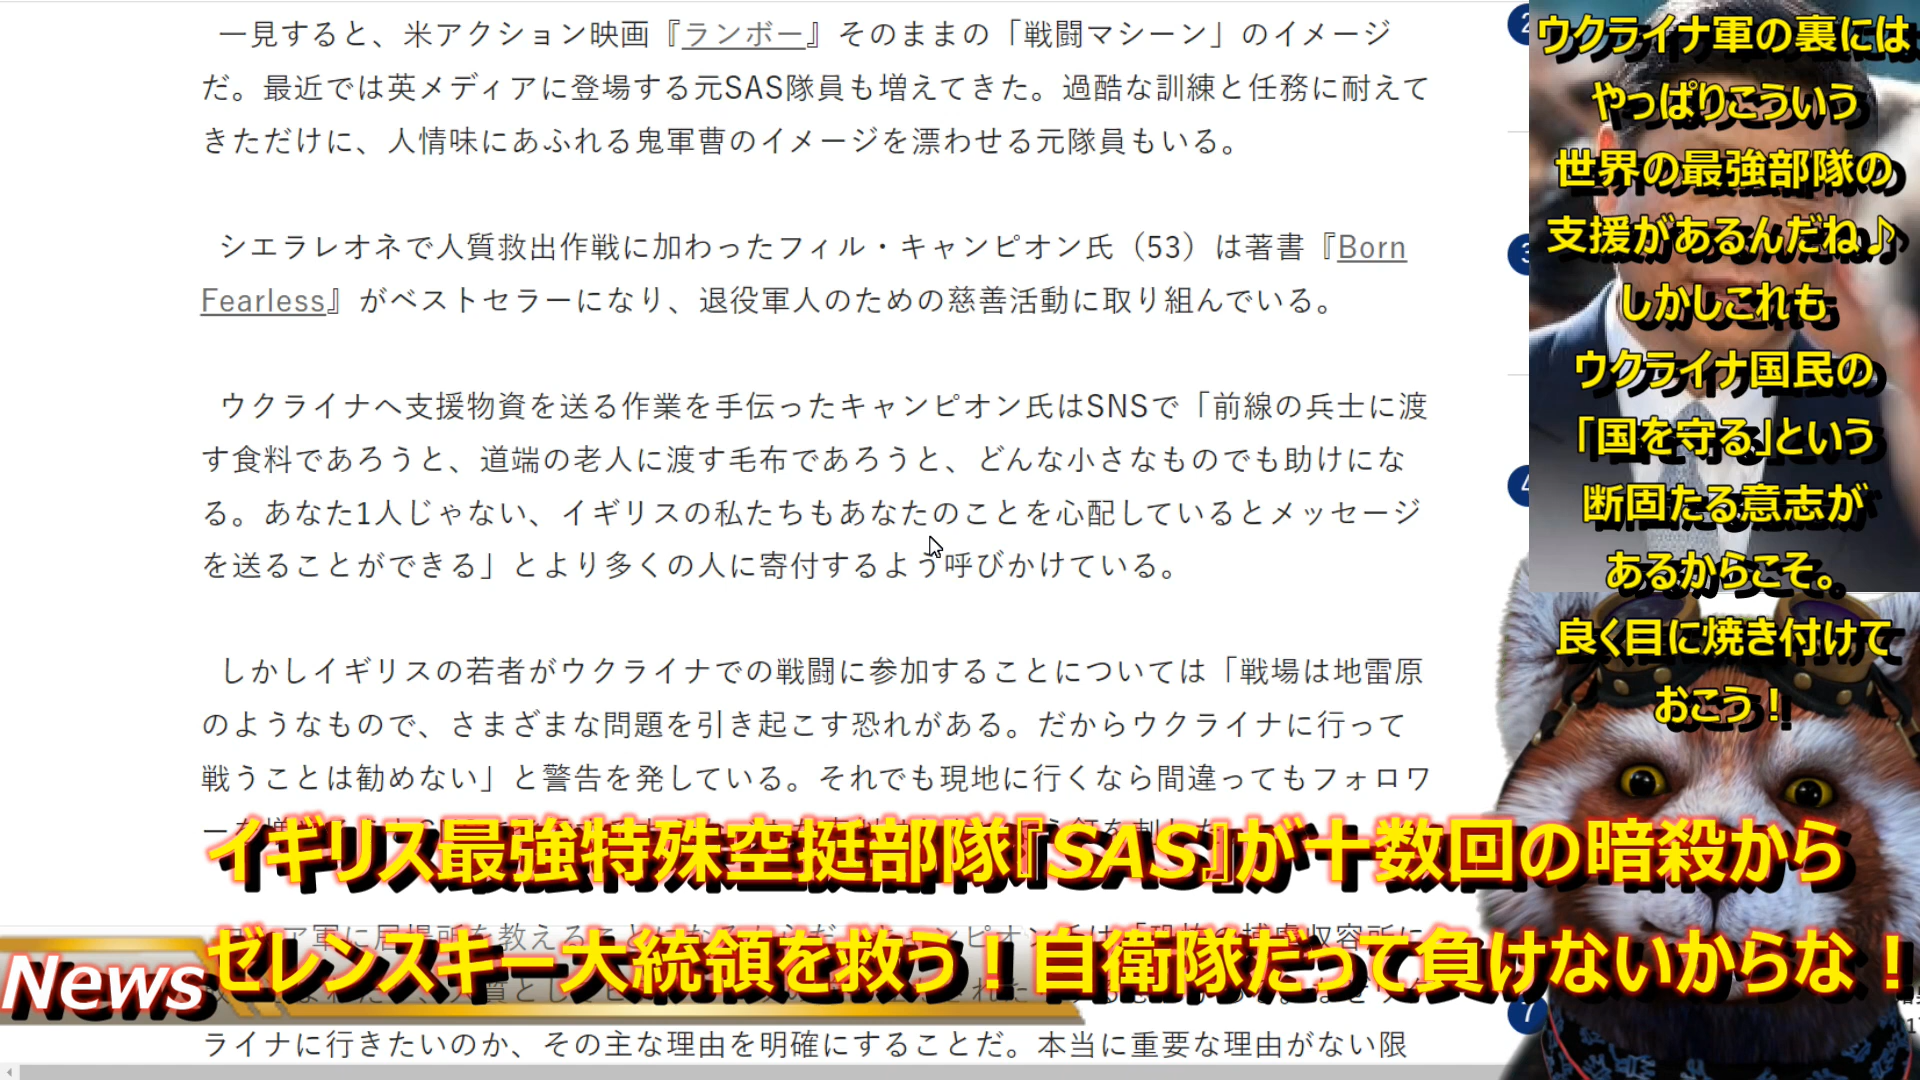 一見すると、米アクション映画『ランボー』そのままの「戦闘マシーン」のイメージ
だ。最近では英メディアに登場する元SAS隊員も増えてきた。過酷な訓練と任務に耐えて
きただけに、人情味にあふれる鬼軍曹のイメージを漂わせる元隊員もいる。
シエラレオネで人質救出作戦に加わったフィル・キャンピオン氏（53）は著書『Born
Fearless』がベストセラーになり、退役軍人のための慈善活動に取り組んでいる。
ウクライナへ支援物資を送る作業を手伝ったキャンピオン氏はSNSで「前線の兵士に渡
す食料であろうと、道端の老人に渡す毛布であろうと、どんな小さなものでも助けにな
る。あなた1人じゃない、イギリスの私たちもあなたのことを心配しているとメッセージ
を送ることができる」とより多くの人に寄付するよう呼びかけている。
しかしイギリスの若者がウクライナでの戦闘に参加することについては「戦場は地雷原
のようなもので、さまざまな問題を引き起こす恐れがある。だからウクライナに行って
戦うことは勧めない」と警告を発している。それでも現地に行くなら間違ってもフォロワ
ライナに行きたいのか、その主な理由を明確にすることだ。本当に重要な理由がない限
ウクライナ軍の裏には
やっぱりこういう
世界の最強部隊の
支援があるんだね♪
しかしこれも
ウクライナ国民の
「国を守る」という
断固たる意志が
あるからこそ。
良く目に焼き付けて
おこう！
2
3
4
7
イギリス最強特殊空挺部隊『SAS』が十数回の暗殺から
ゼレンスキー大統領を救う！自衛隊だって負けないからな！
News